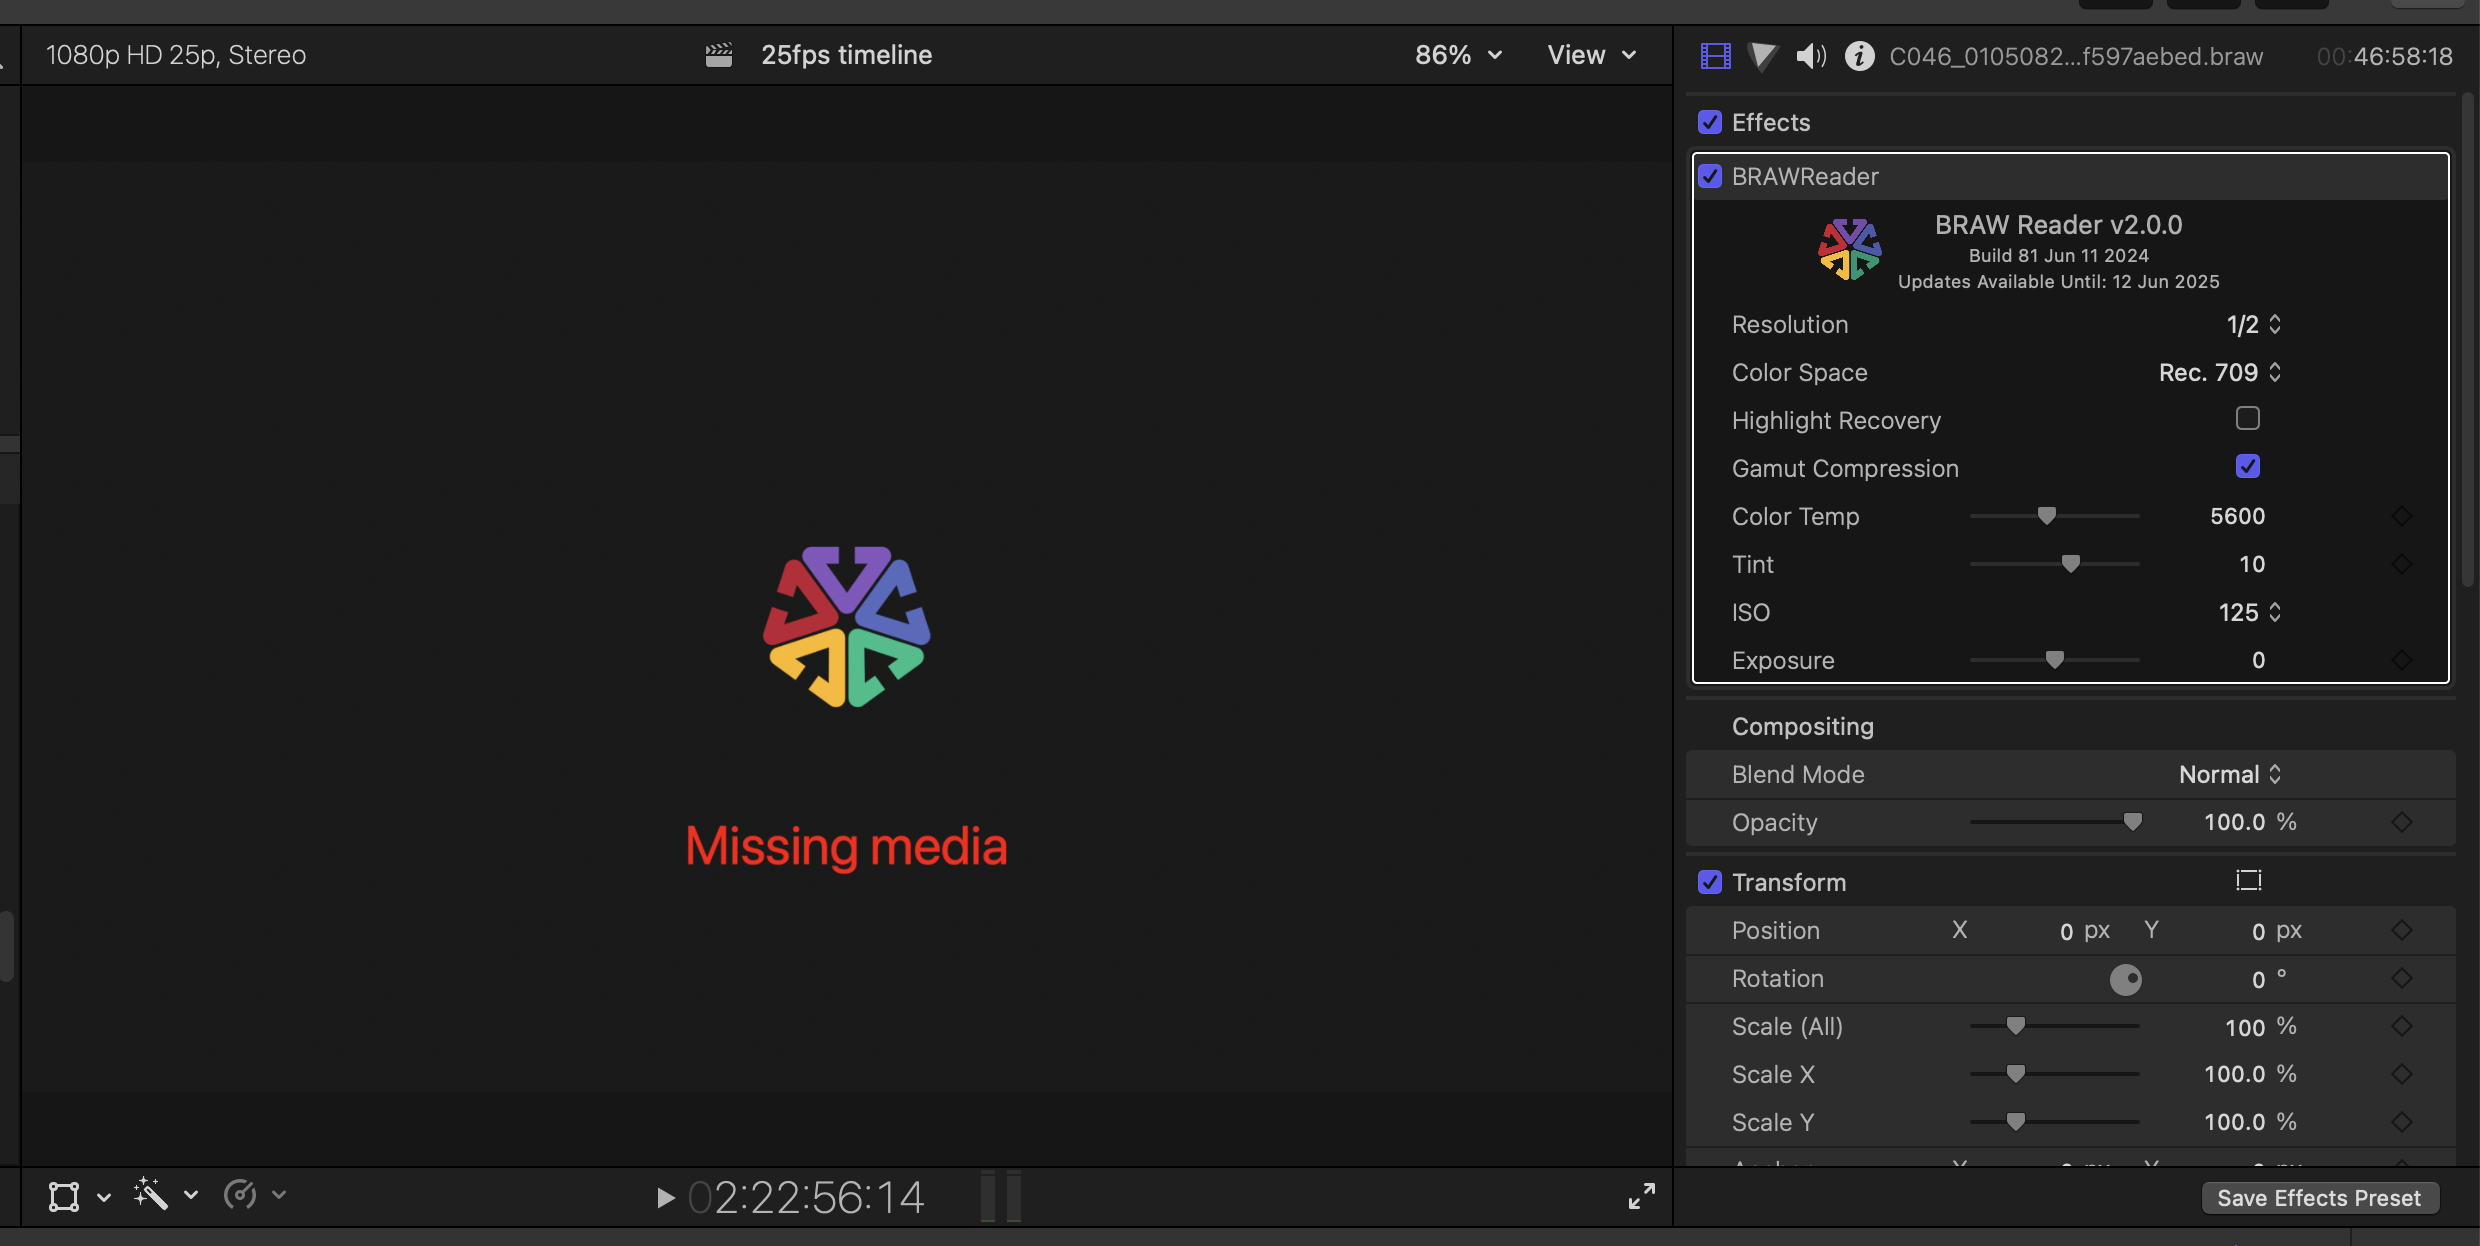 1080p HD 25p, Stereo
25fps timeline
86%
View
C046_0105082...f597aebed.braw
00:46:58:18
Effects
BRAWReader
BRAW Reader v2.0.0
Build 81 Jun 11 2024
Updates Available Until: 12 Jun 2025
Resolution 1/2
Color Space Rec. 709
Highlight Recovery
Gamut Compression
Color Temp 5600
Tint 10
ISO 125
Exposure 0
Compositing
Blend Mode Normal
Opacity 100.0 %
Transform
Position X 0 px Y 0 px
Rotation 0 °
Scale (All) 100 %
Scale X 100.0 %
Scale Y 100.0 %
Missing media
02:22:56:14
Save Effects Preset